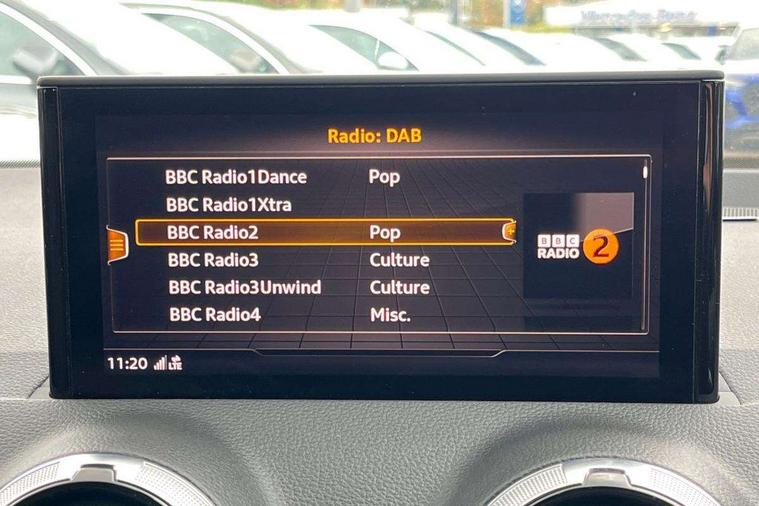 Radio: DAB
BBC Radio1Dance Pop
BBC Radio1Xtra
BBC Radio2 Pop
BBC Radio3 Culture
BBC Radio3Unwind Culture
BBC Radio4 Misc.
BBC
RADIO 2
11:20 LTE